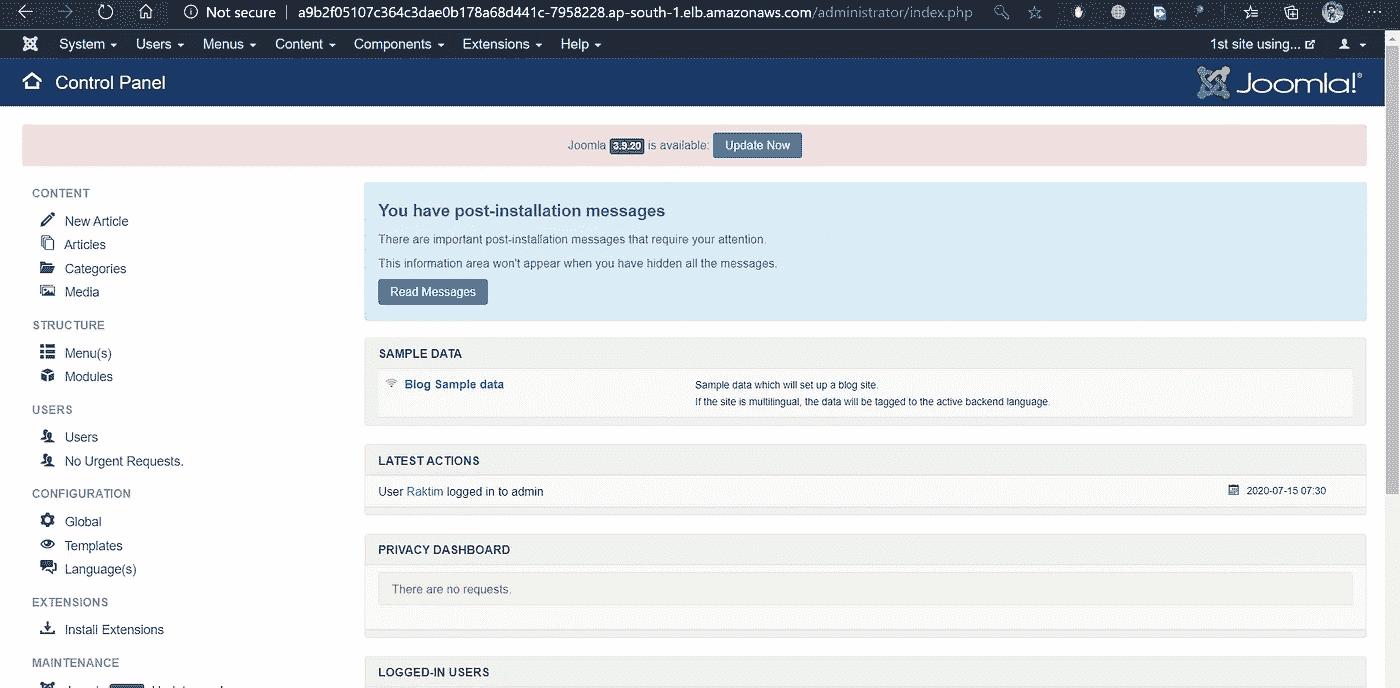 Not secure | a9b2f05107c364c3dae0b178a68d441c-7958228.ap-south-1.elb.amazonaws.com/administrator/index.php
System Users Menus Content Components Extensions Help 1st site using...
Control Panel Joomla!®
Joomla 3.9.20 is available: Update Now
CONTENT
New Article
Articles
Categories
Media
STRUCTURE
Menu(s)
Modules
USERS
Users
No Urgent Requests.
CONFIGURATION
Global
Templates
Language(s)
EXTENSIONS
Install Extensions
MAINTENANCE
You have post-installation messages
There are important post-installation messages that require your attention.
This information area won't appear when you have hidden all the messages.
Read Messages
SAMPLE DATA
Blog Sample data Sample data which will set up a blog site.
If the site is multilingual, the data will be tagged to the active backend language.
LATEST ACTIONS
User Raktim logged in to admin 2020-07-15 07:30
PRIVACY DASHBOARD
There are no requests.
LOGGED-IN USERS